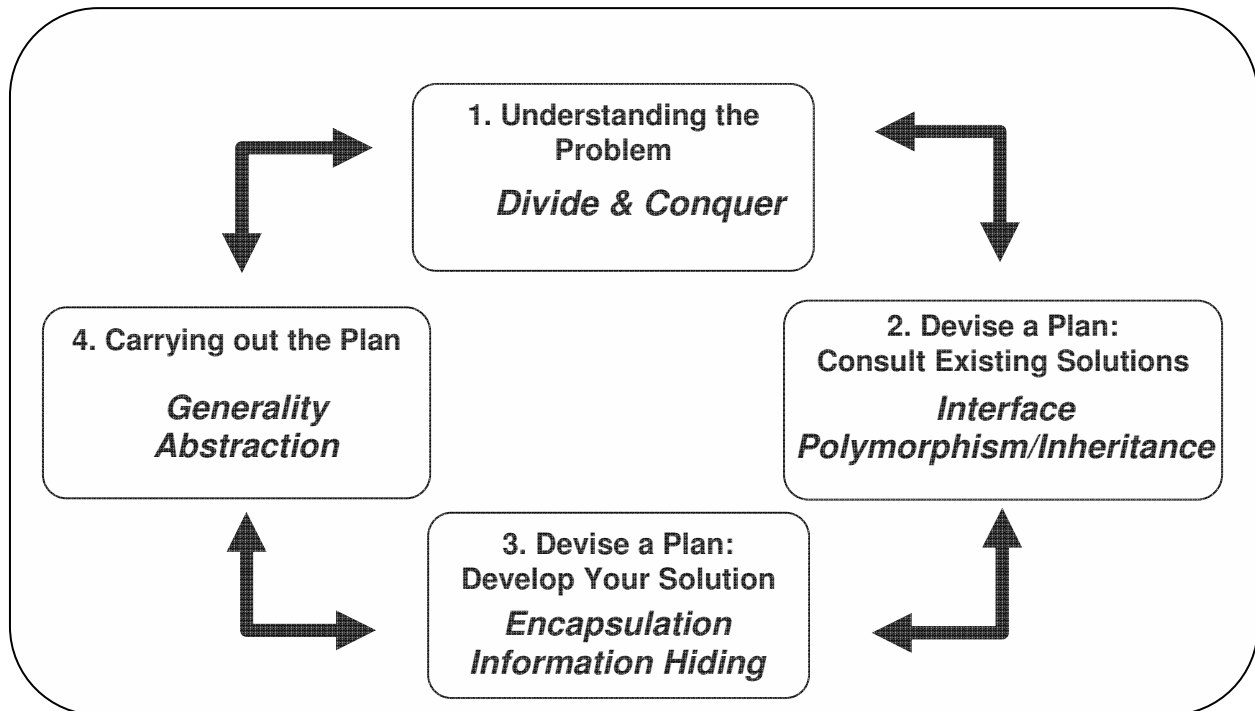 1. Understanding the
Problem
Divide & Conquer
2. Devise a Plan:
Consult Existing Solutions
Interface
Polymorphism/Inheritance
3. Devise a Plan:
Develop Your Solution
Encapsulation
Information Hiding
4. Carrying out the Plan
Generality
Abstraction